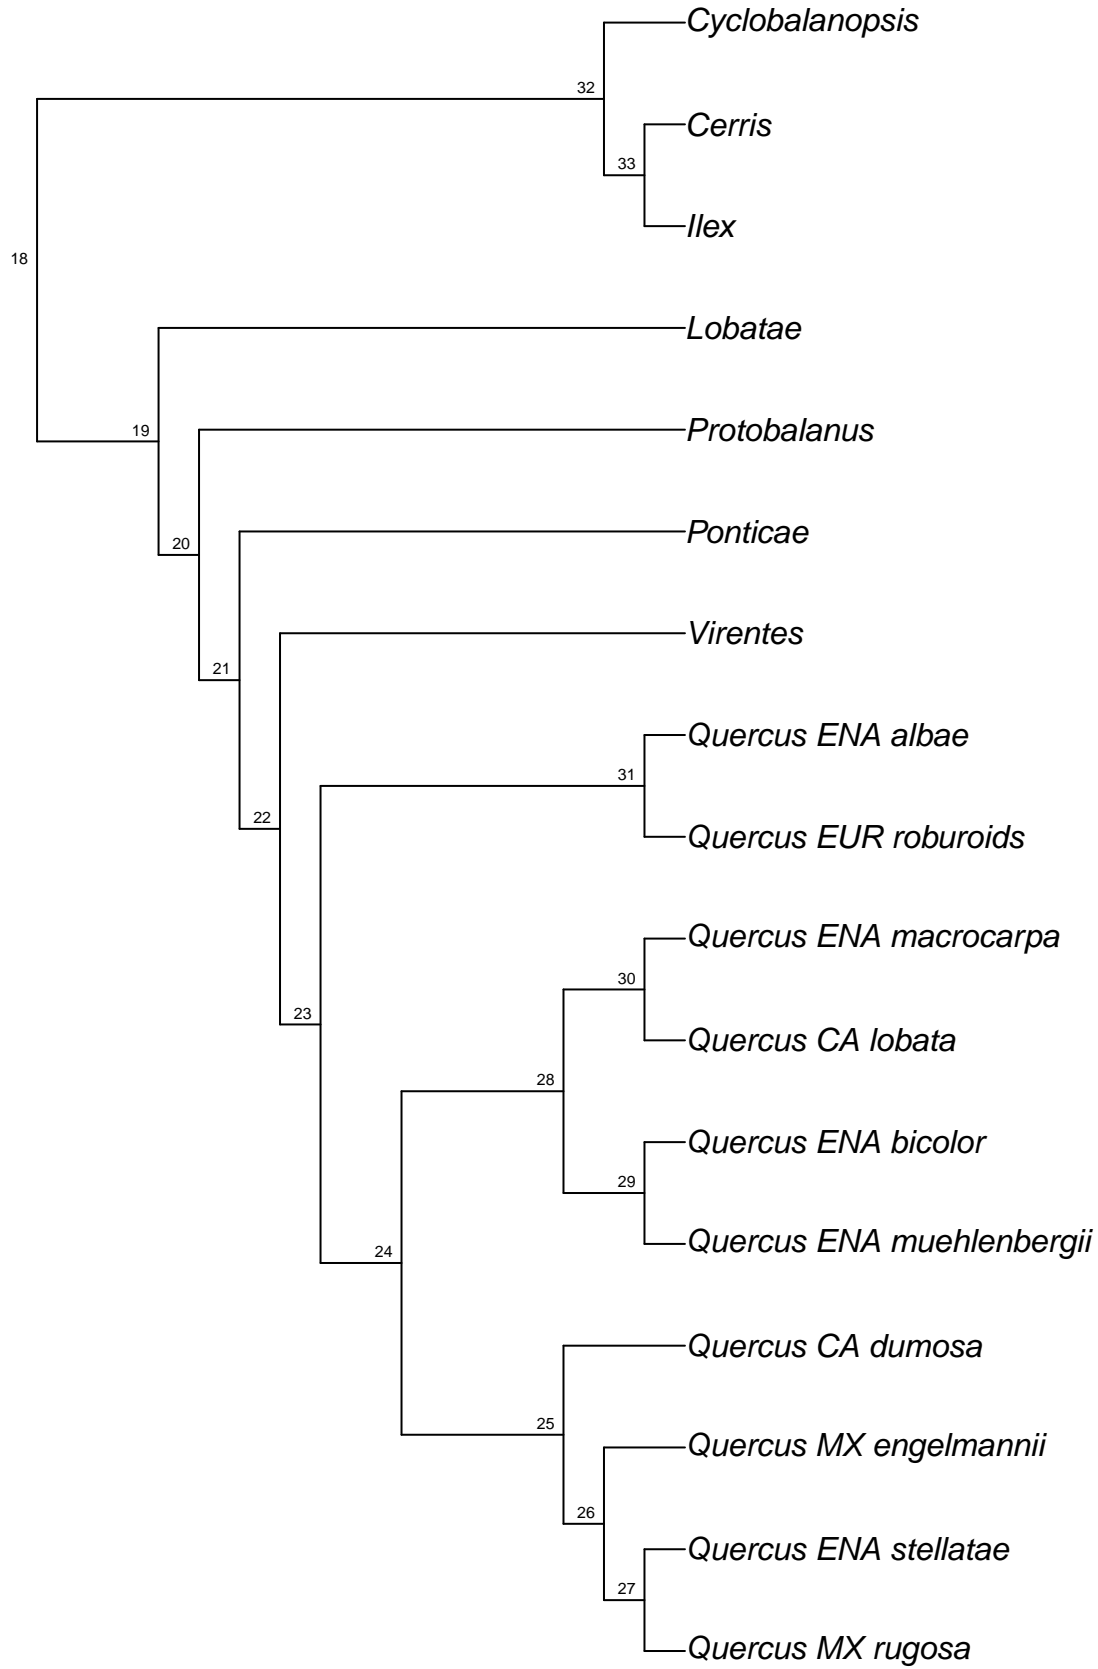 Cyclobalanopsis
32
Cerris
33
Ilex
18
Lobatae
19
Protobalanus
20
Ponticae
Virentes
21
Quercus ENA albae
31
22
Quercus EUR roburoids
Quercus ENA macrocarpa
30
23
Quercus CA lobata
28
Quercus ENA bicolor
29
Quercus ENA muehlenbergii
24
Quercus CA dumosa
25
Quercus MX engelmannii
26
Quercus ENA stellatae
27
Quercus MX rugosa